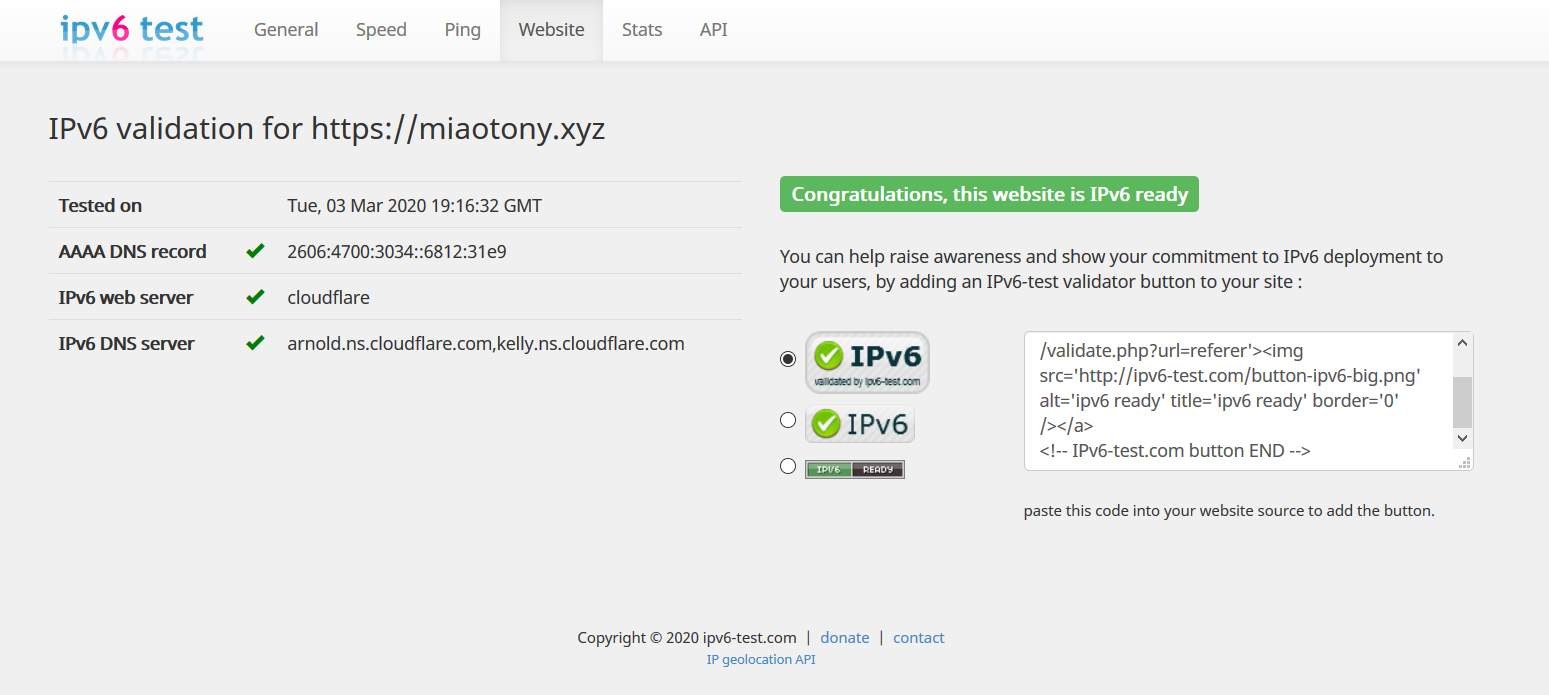 ipv6 test General Speed Ping Website Stats API
IPv6 validation for https://miaotony.xyz
Tested on Tue, 03 Mar 2020 19:16:32 GMT
AAAA DNS record 2606:4700:3034::6812:31e9
IPv6 web server cloudflare
IPv6 DNS server arnold.ns.cloudflare.com,kelly.ns.cloudflare.com
Congratulations, this website is IPv6 ready
You can help raise awareness and show your commitment to IPv6 deployment to
your users, by adding an IPv6-test validator button to your site :
IPv6
validated by ipv6-test.com
IPv6
IPV6 READY
/validate.php?url=referer'><img
src='http://ipv6-test.com/button-ipv6-big.png'
alt='ipv6 ready' title='ipv6 ready' border='0'
/></a>
<!-- IPv6-test.com button END -->
paste this code into your website source to add the button.
Copyright © 2020 ipv6-test.com | donate | contact
IP geolocation API